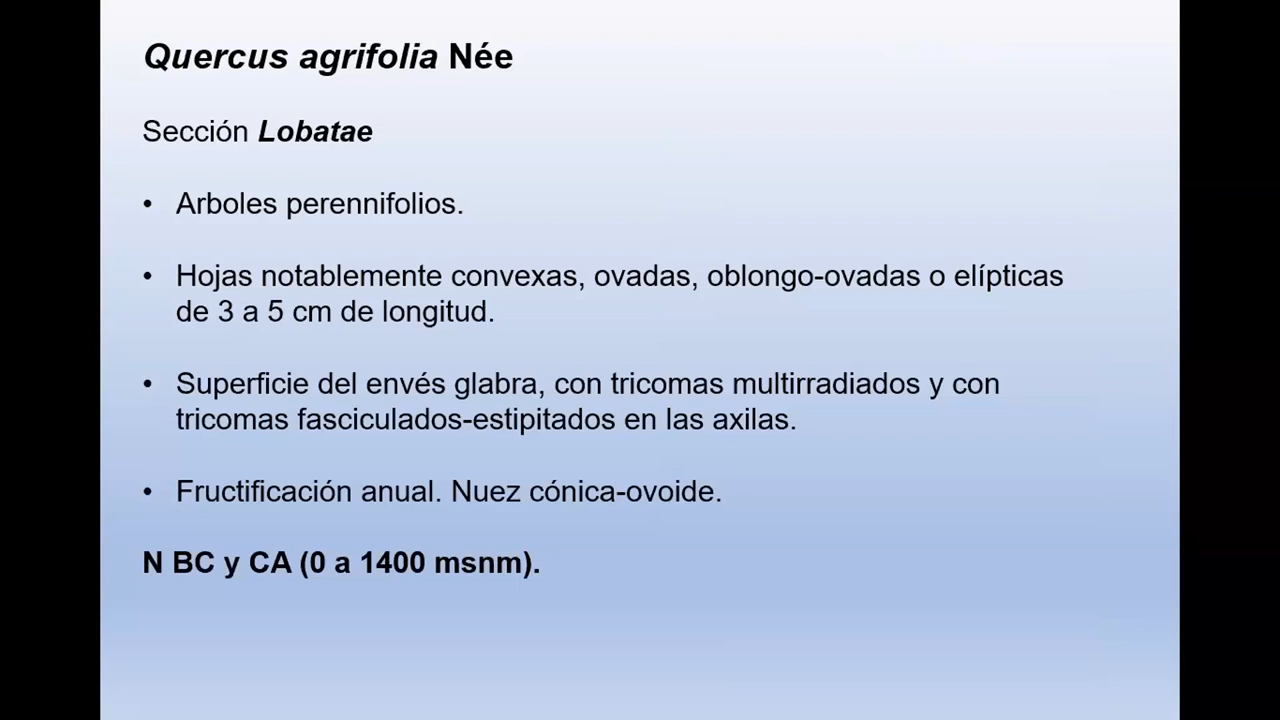 Quercus agrifolia Née
Sección Lobatae
• Arboles perennifolios.
• Hojas notablemente convexas, ovadas, oblongo-ovadas o elípticas
de 3 a 5 cm de longitud.
• Superficie del envés glabra, con tricomas multirradiados y con
tricomas fasciculados-estipitados en las axilas.
• Fructificación anual. Nuez cónica-ovoide.
N BC y CA (0 a 1400 msnm).